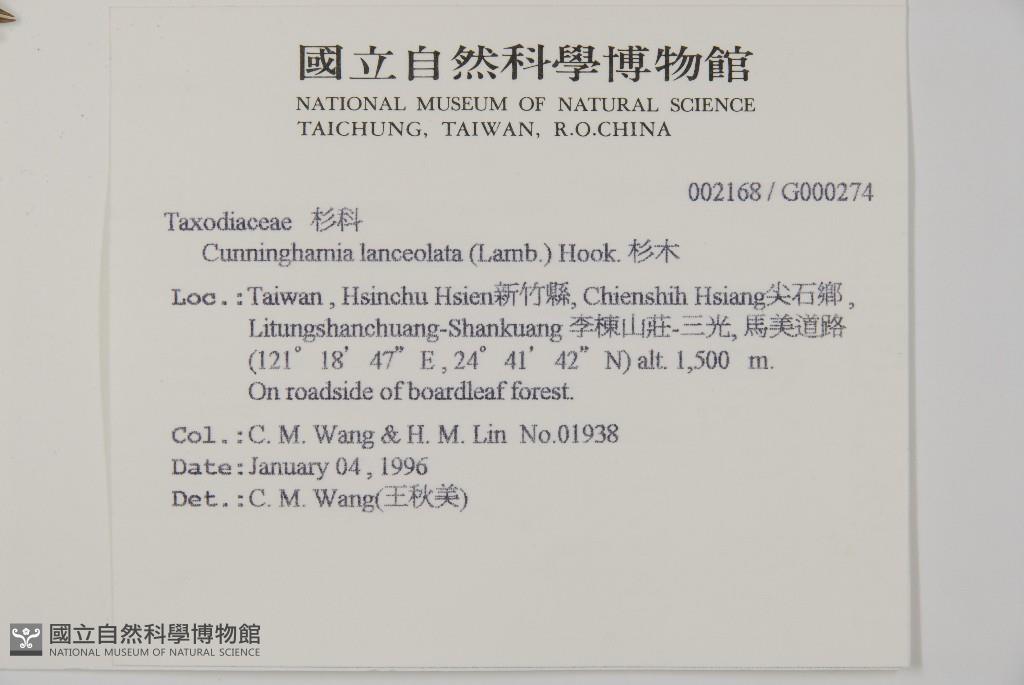 國立自然科學博物館
NATIONAL MUSEUM OF NATURAL SCIENCE
TAICHUNG, TAIWAN, R.O.CHINA
002168 / G000274
Taxodiaceae 杉科
Cunninghamia lanceolata (Lamb.) Hook. 杉木
Loc.:Taiwan , Hsinchu Hsien新竹縣, Chienshih Hsiang尖石鄉 ,
Litungshanchuang-Shankuang 李棟山莊-三光, 馬美道路
(121° 18’ 47” E , 24° 41’ 42” N) alt. 1,500 m.
On roadside of boardleaf forest.
Col.:C. M. Wang & H. M. Lin No.01938
Date:January 04 , 1996
Det.:C. M. Wang(王秋美)
國立自然科學博物館
NATIONAL MUSEUM OF NATURAL SCIENCE